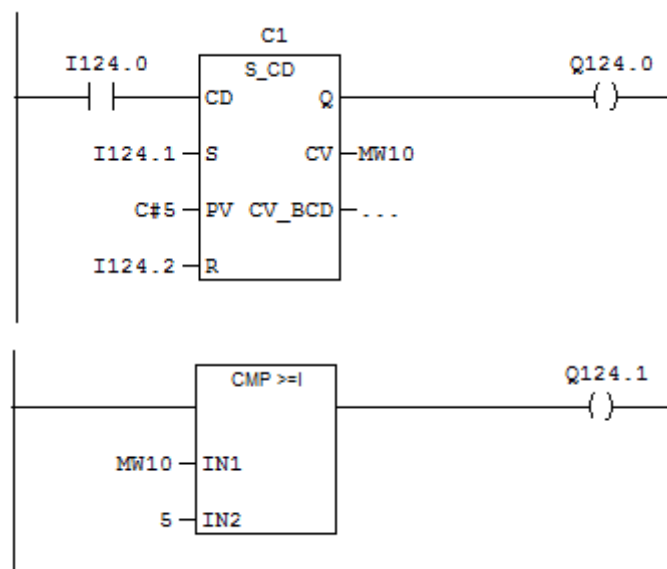 C1
I124.0 S_CD Q124.0
CD Q
I124.1 S CV MW10
C#5 PV CV_BCD ...
I124.2 R
CMP >=I Q124.1
MW10 IN1
5 IN2